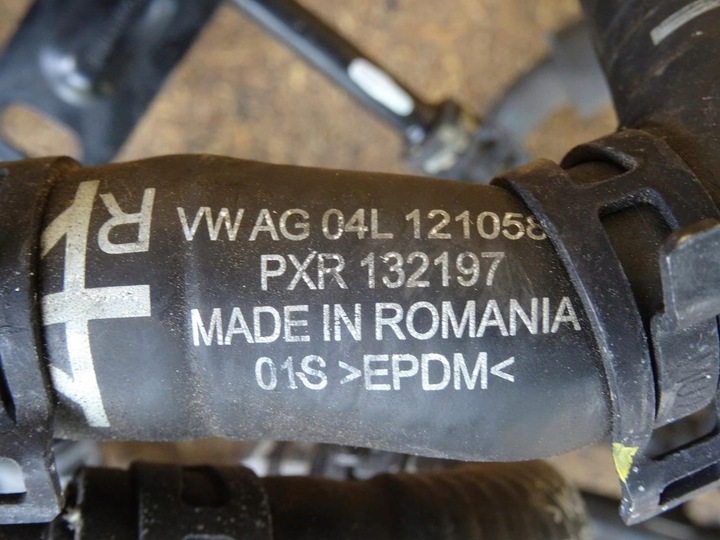 VW AG 04L 121058
PXR 132197
MADE IN ROMANIA
01S >EPDM<